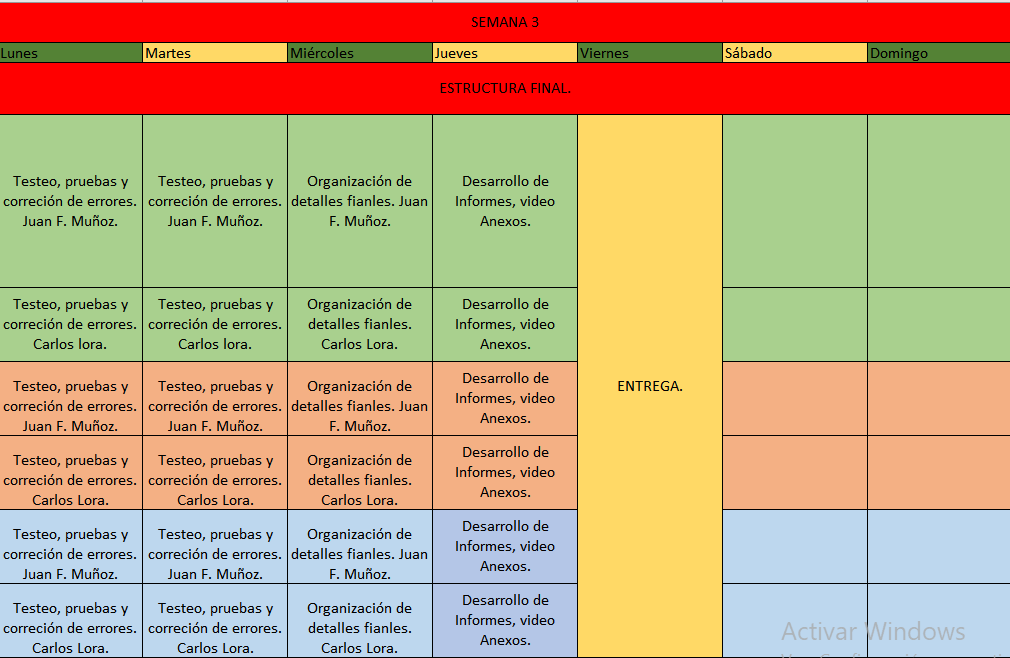 SEMANA 3
Lunes Martes Miércoles Jueves Viernes Sábado Domingo
ESTRUCTURA FINAL.
Testeo, pruebas y
correción de errores.
Juan F. Muñoz.
Testeo, pruebas y
correción de errores.
Juan F. Muñoz.
Organización de
detalles fianles. Juan
F. Muñoz.
Desarrollo de
Informes, video
Anexos.
Testeo, pruebas y
correción de errores.
Carlos lora.
Testeo, pruebas y
correción de errores.
Carlos lora.
Organización de
detalles fianles.
Carlos Lora.
Desarrollo de
Informes, video
Anexos.
ENTREGA.
Testeo, pruebas y
correción de errores.
Juan F. Muñoz.
Testeo, pruebas y
correción de errores.
Juan F. Muñoz.
Organización de
detalles fianles. Juan
F. Muñoz.
Desarrollo de
Informes, video
Anexos.
Testeo, pruebas y
correción de errores.
Carlos Lora.
Testeo, pruebas y
correción de errores.
Carlos Lora.
Organización de
detalles fianles.
Carlos Lora.
Desarrollo de
Informes, video
Anexos.
Testeo, pruebas y
correción de errores.
Juan F. Muñoz.
Testeo, pruebas y
correción de errores.
Juan F. Muñoz.
Organización de
detalles fianles. Juan
F. Muñoz.
Desarrollo de
Informes, video
Anexos.
Testeo, pruebas y
correción de errores.
Carlos Lora.
Testeo, pruebas y
correción de errores.
Carlos Lora.
Organización de
detalles fianles.
Carlos Lora.
Desarrollo de
Informes, video
Anexos.
Activar Windows